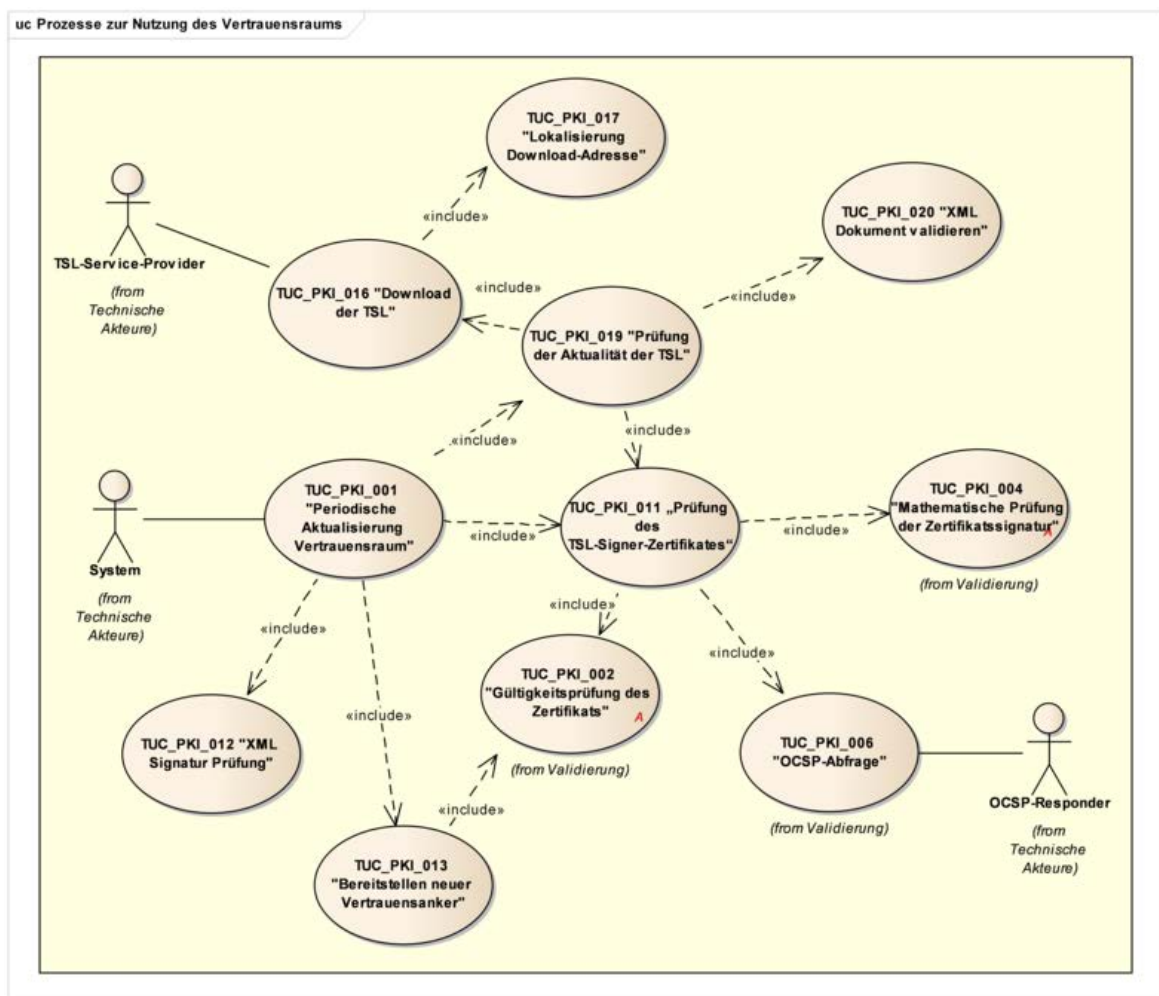 uc Prozesse zur Nutzung des Vertrauensraums
TUC_PKI_017
"Lokalisierung
Download-Adresse"
«include»
TSL-Service-Provider
(from
Technische
Akteure)
TUC_PKI_016 "Download
der TSL"
«include»
TUC_PKI_020 "XML
Dokument validieren"
«include»
TUC_PKI_019 "Prüfung
der Aktualität der TSL"
«include»
«include»
System
(from
Technische
Akteure)
TUC_PKI_001
"Periodische
Aktualisierung
Vertrauensraum"
«include»
TUC_PKI_011 „Prüfung
des
TSL-Signer-Zertifikates“
«include»
TUC_PKI_004
"Mathematische Prüfung
der Zertifikatssignatur"
A
(from Validierung)
«include»
«include»
«include»
«include»
TUC_PKI_012 "XML
Signatur Prüfung"
TUC_PKI_002
"Gültigkeitsprüfung des
Zertifikats"
A
(from Validierung)
TUC_PKI_006
"OCSP-Abfrage"
(from Validierung)
OCSP-Responder
(from
Technische
Akteure)
«include»
TUC_PKI_013
"Bereitstellen neuer
Vertrauensanker"